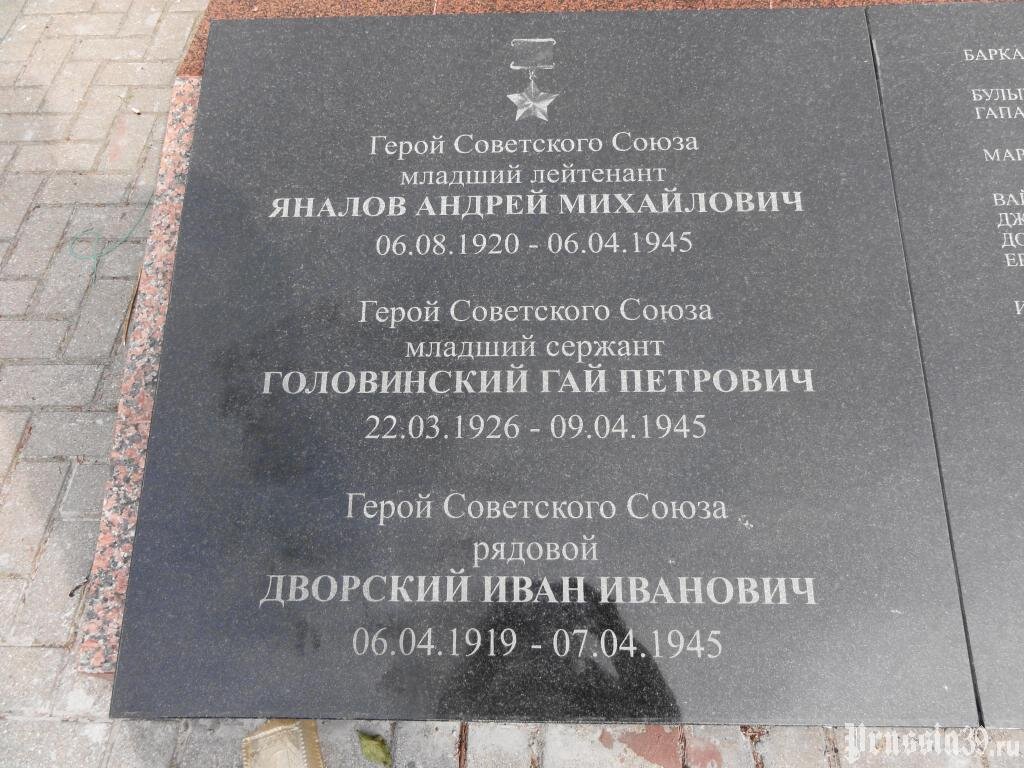 Герой Советского Союза
младший лейтенант
ЯНАЛОВ АНДРЕЙ МИХАЙЛОВИЧ
06.08.1920 - 06.04.1945
Герой Советского Союза
младший сержант
ГОЛОВИНСКИЙ ГАЙ ПЕТРОВИЧ
22.03.1926 - 09.04.1945
Герой Советского Союза
рядовой
ДВОРСКИЙ ИВАН ИВАНОВИЧ
06.04.1919 - 07.04.1945
Prussia39.ru